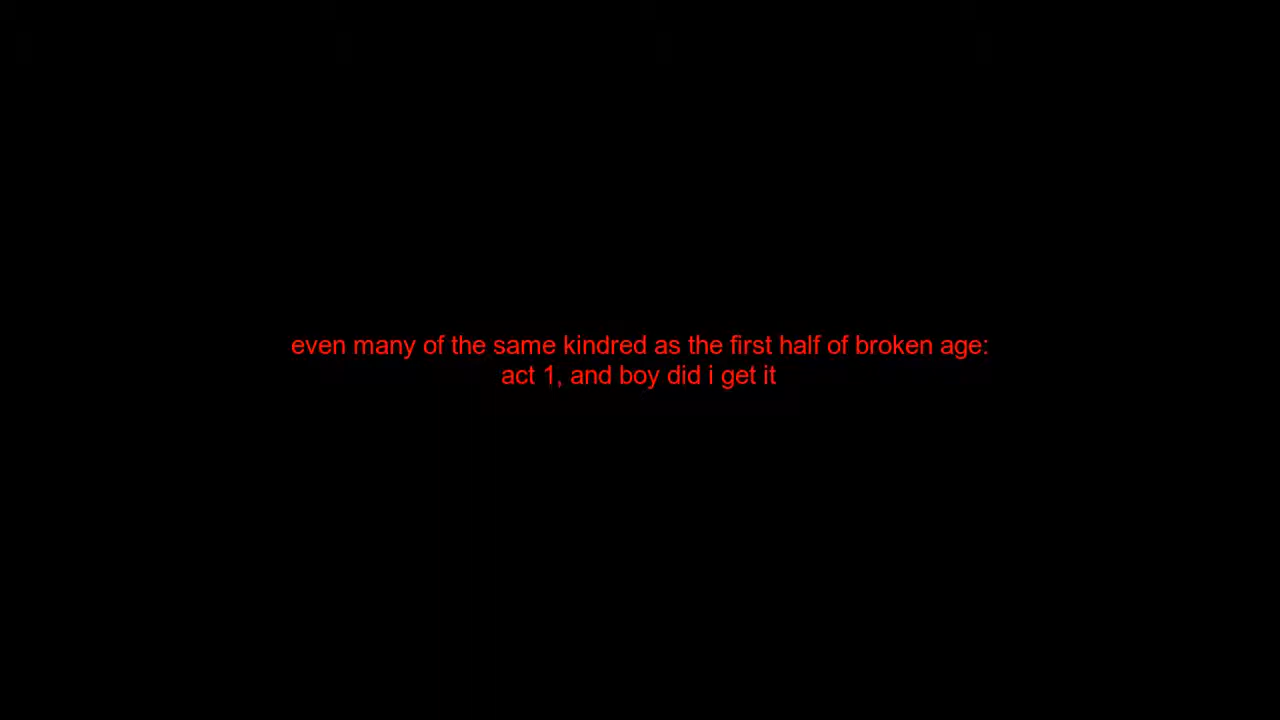 even many of the same kindred as the first half of broken age:
act 1, and boy did i get it